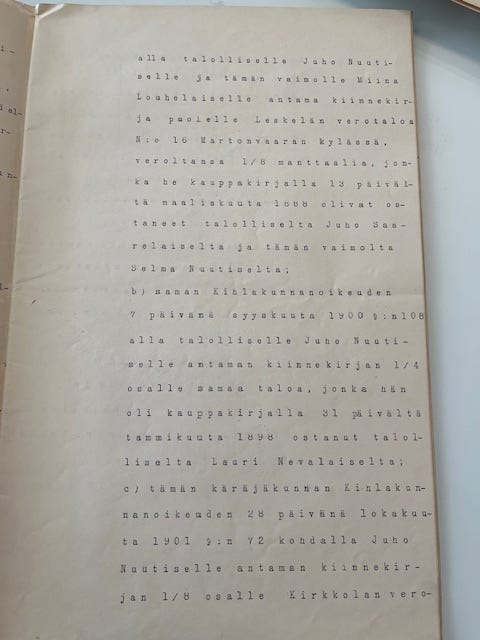 alla talolliselle Juho Nuuti-
selle ja tämän vaimolle Miina
Louhelaiselle antama kiinnekir-
ja puolelle Leskelän verotaloa
N:o 16 Martonvaaran kylässä,
veroltansa 1/8 manttaalia, jon-
ka he kauppakirjalla 13 päiväl-
tä maaliskuuta 1888 olivat os-
taneet talolliselta Juho Saa-
relaiselta ja tämän vaimolta
Selma Nuutiselta;
b) saman Kihlakunnanoikeuden
7 päivänä syyskuuta 1900 §:n108
alla talolliselle Juho Nuuti-
selle antaman kiinnekirjan 1/4
osalle samaa taloa, jonka hän
oli kauppakirjalla 31 päivältä
tammikuuta 1898 ostanut talol-
liselta Lauri Nevalaiselta;
c) tämän käräjäkunnan Kihlakun-
nanoikeuden 28 päivänä lokakuu-
ta 1901 §:n 72 kohdalla Juho
Nuutiselle antaman kiinnekir-
jan 1/8 osalle Kirkkolan vero-